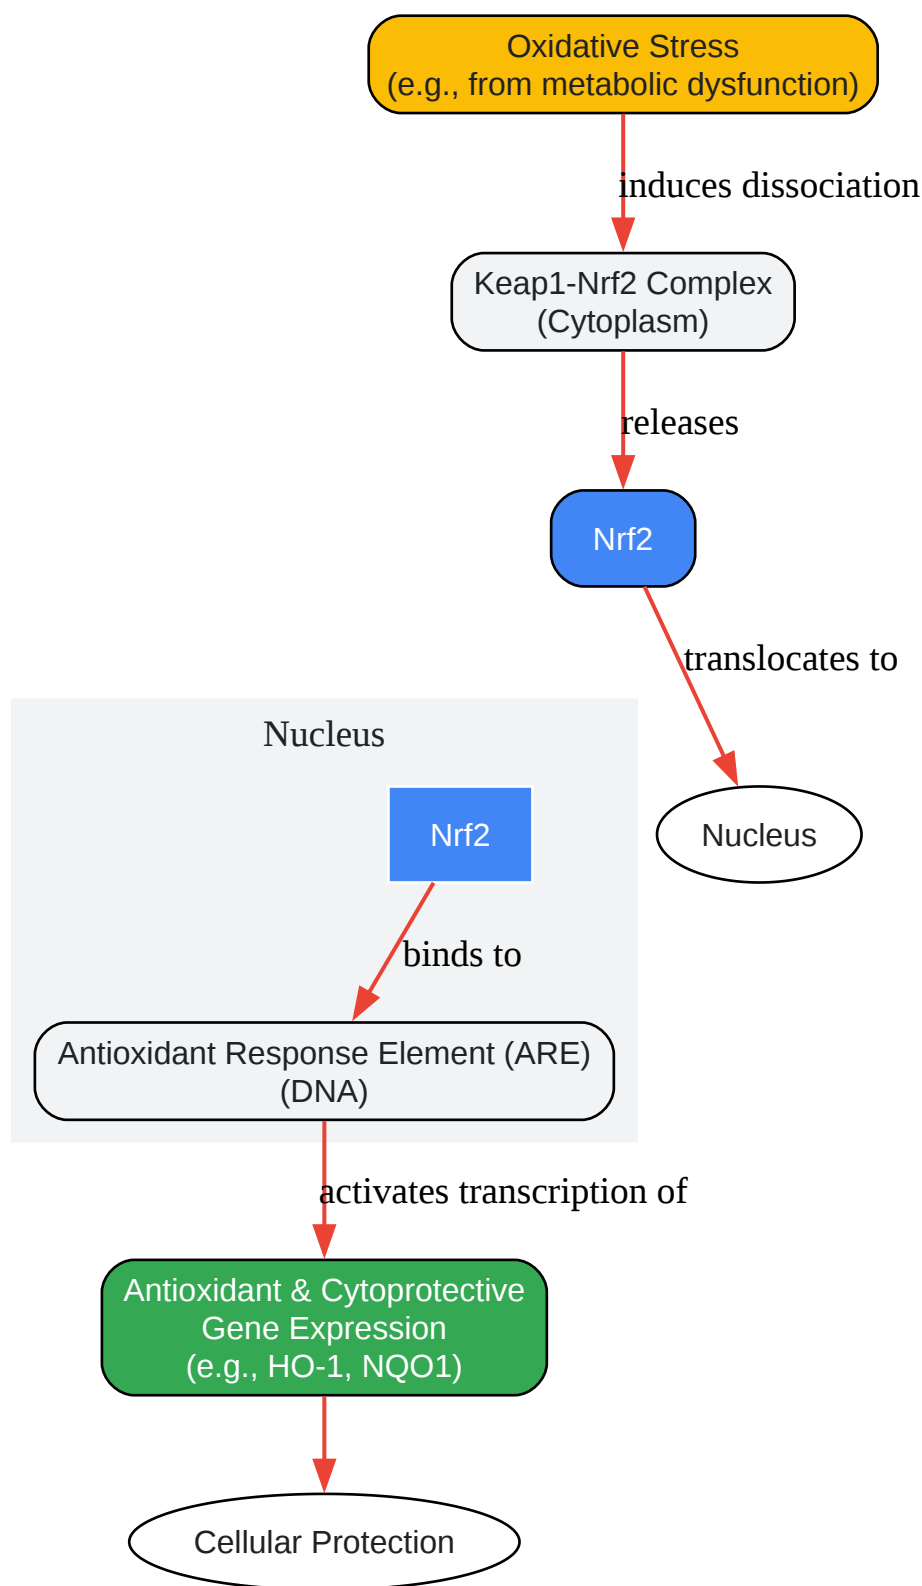 Oxidative Stress
(e.g., from metabolic dysfunction)
induces dissociation
Keap1-Nrf2 Complex
(Cytoplasm)
releases
Nrf2
translocates to
Nucleus
Nucleus
Nrf2
binds to
Antioxidant Response Element (ARE)
(DNA)
activates transcription of
Antioxidant & Cytoprotective
Gene Expression
(e.g., HO-1, NQO1)
Cellular Protection